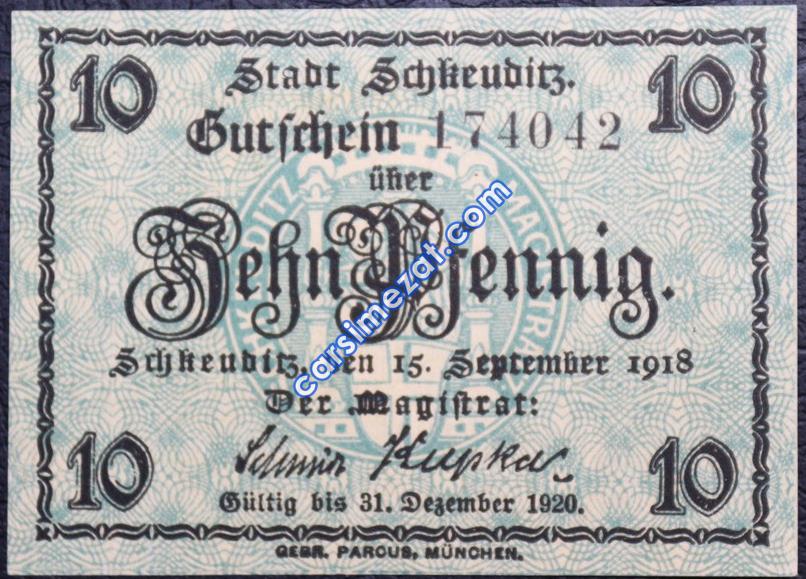 10 Stadt Schkeuditz. 10
Gutschein 174042
über
Zehn Pfennig.
Schkeuditz, den 15. September 1918
Der Magistrat:
10 10
Gültig bis 31. Dezember 1920.
GEBR. PARCUS, MÜNCHEN.
carsimezat.com